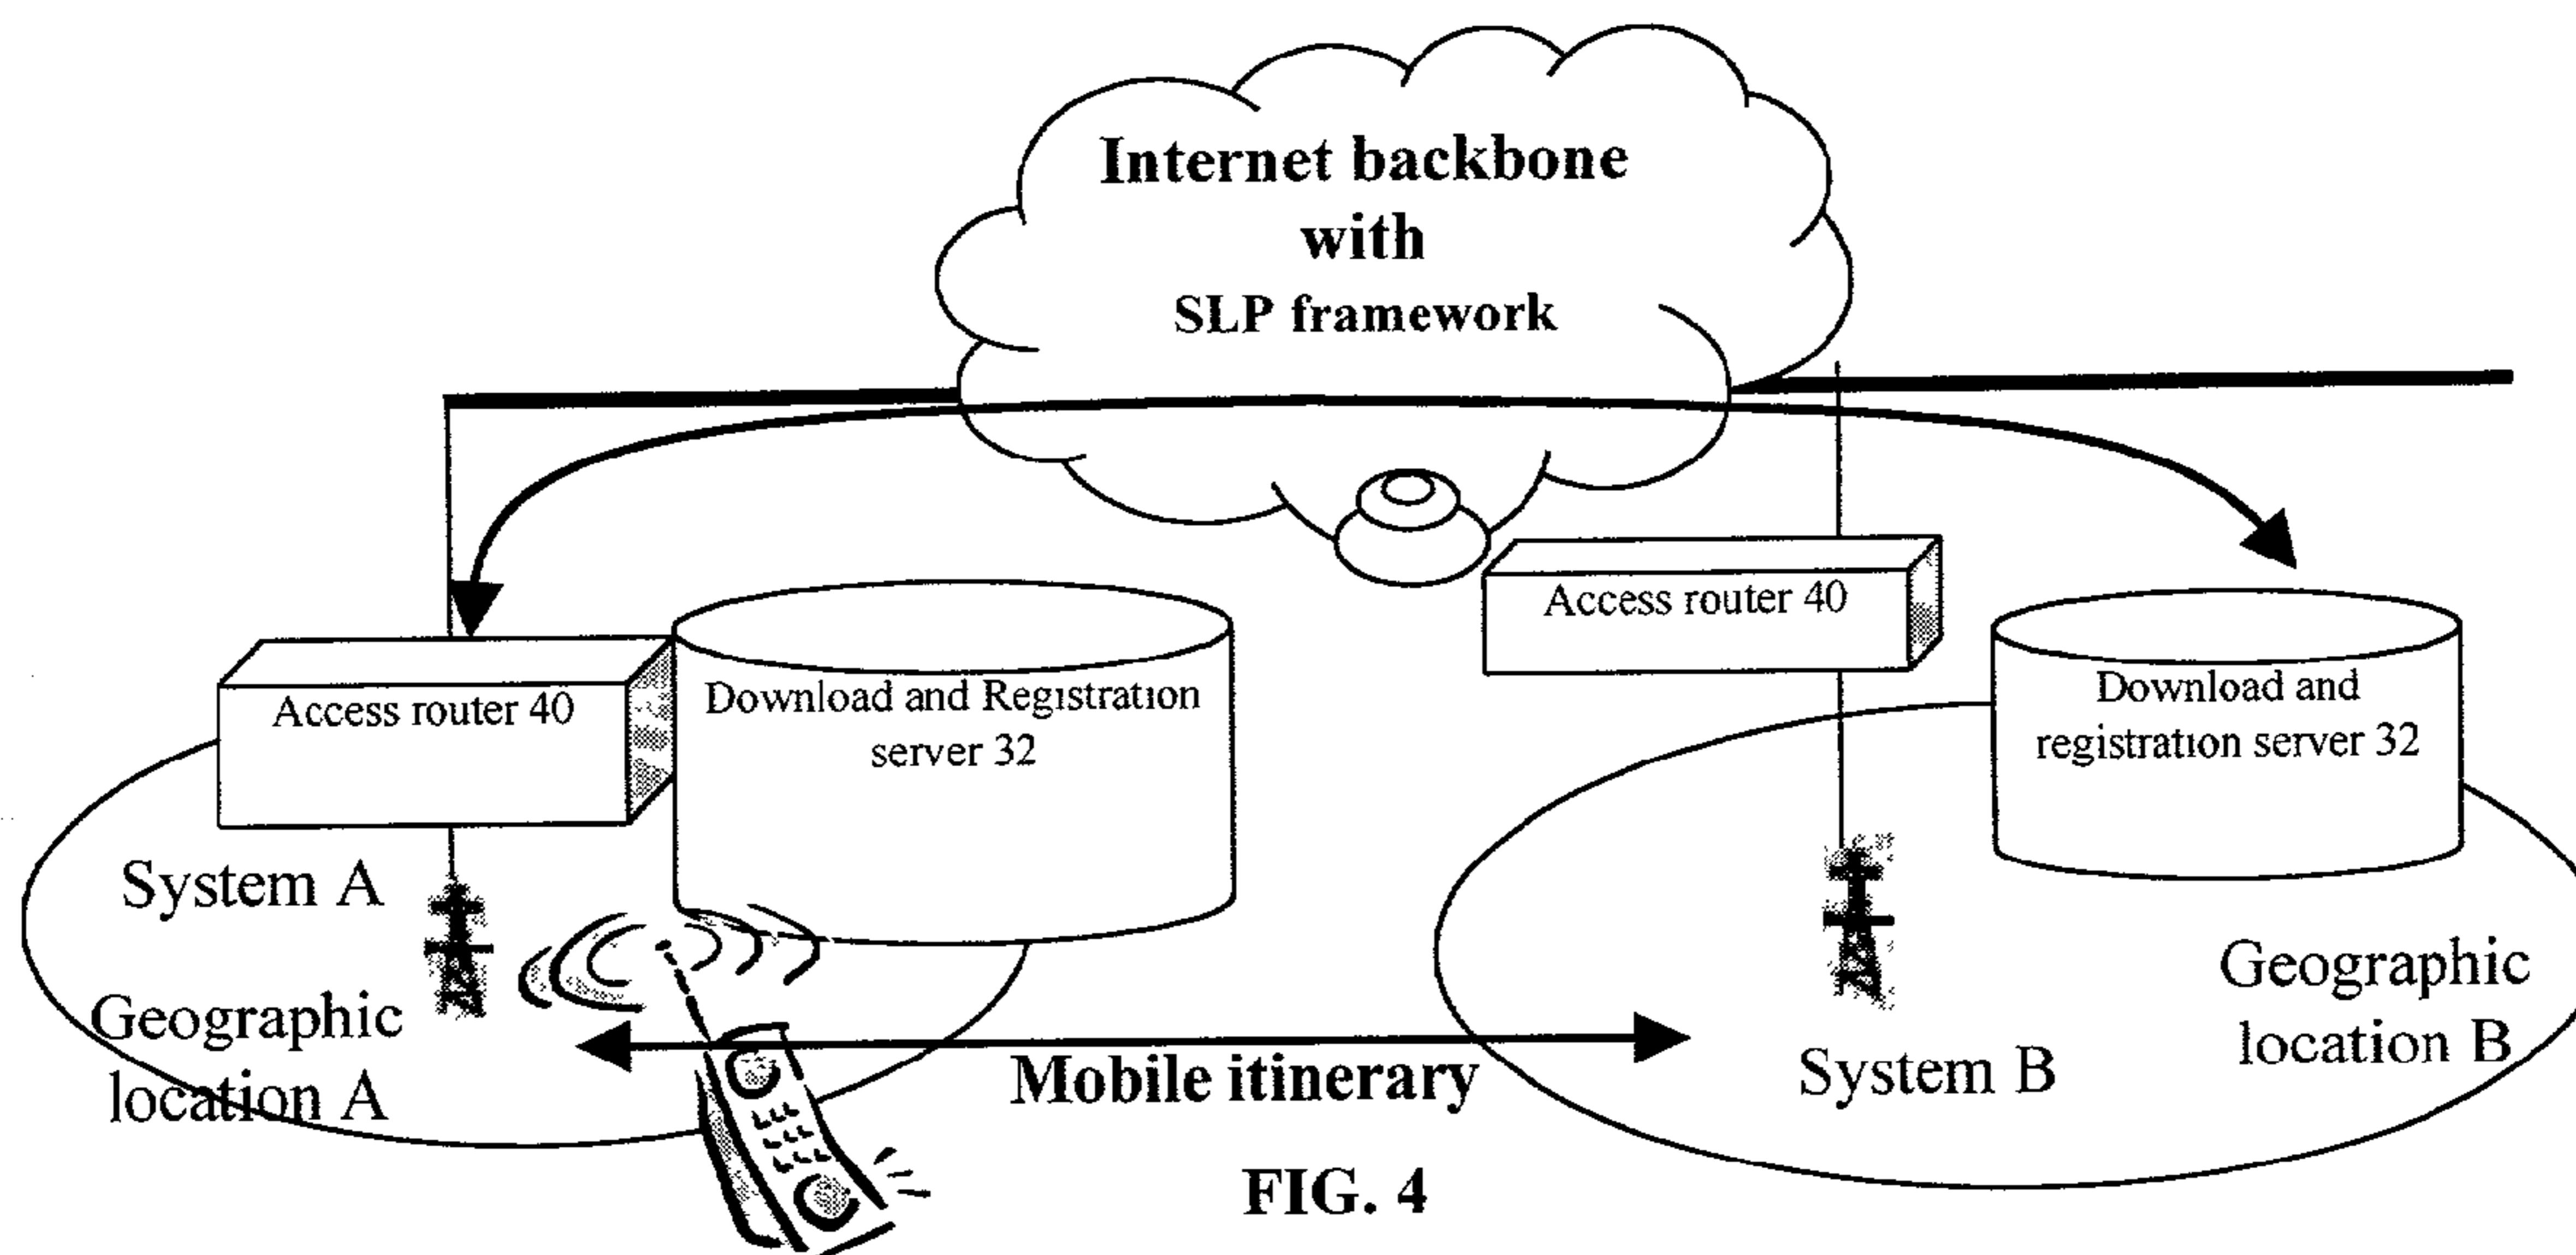 Internet backbone
with
SLP framework
Access router 40
Download and Registration
server 32
Access router 40
Download and
registration server 32
System A
Geographic
location A
Mobile itinerary
System B
Geographic
location B
FIG. 4